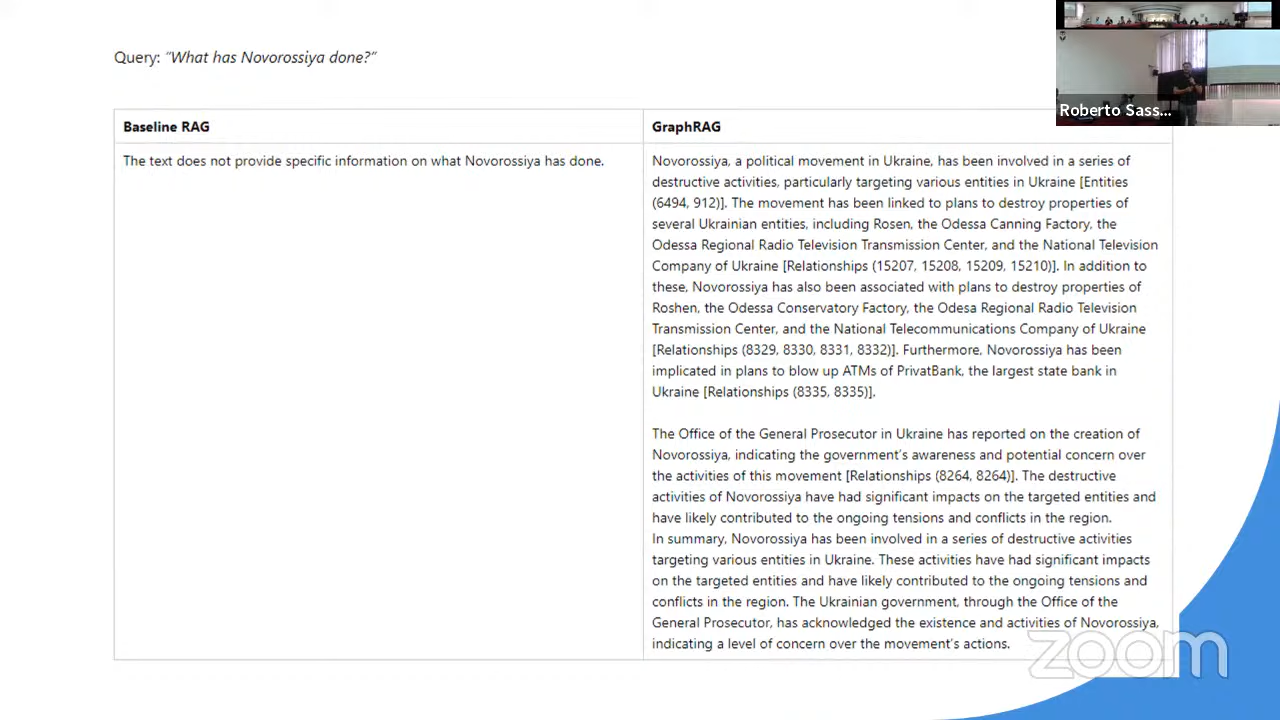 Query: “What has Novorossiya done?”
Roberto Sass...
Baseline RAG
The text does not provide specific information on what Novorossiya has done.
GraphRAG
Novorossiya, a political movement in Ukraine, has been involved in a series of
destructive activities, particularly targeting various entities in Ukraine [Entities
(6494, 912)]. The movement has been linked to plans to destroy properties of
several Ukrainian entities, including Rosen, the Odessa Canning Factory, the
Odessa Regional Radio Television Transmission Center, and the National Television
Company of Ukraine [Relationships (15207, 15208, 15209, 15210)]. In addition to
these, Novorossiya has also been associated with plans to destroy properties of
Roshen, the Odessa Conservatory Factory, the Odesa Regional Radio Television
Transmission Center, and the National Telecommunications Company of Ukraine
[Relationships (8329, 8330, 8331, 8332)]. Furthermore, Novorossiya has been
implicated in plans to blow up ATMs of PrivatBank, the largest state bank in
Ukraine [Relationships (8335, 8335)].
The Office of the General Prosecutor in Ukraine has reported on the creation of
Novorossiya, indicating the government’s awareness and potential concern over
the activities of this movement [Relationships (8264, 8264)]. The destructive
activities of Novorossiya have had significant impacts on the targeted entities and
have likely contributed to the ongoing tensions and conflicts in the region.
In summary, Novorossiya has been involved in a series of destructive activities
targeting various entities in Ukraine. These activities have had significant impacts
on the targeted entities and have likely contributed to the ongoing tensions and
conflicts in the region. The Ukrainian government, through the Office of the
General Prosecutor, has acknowledged the existence and activities of Novorossiya,
indicating a level of concern over the movement’s actions.
zoom